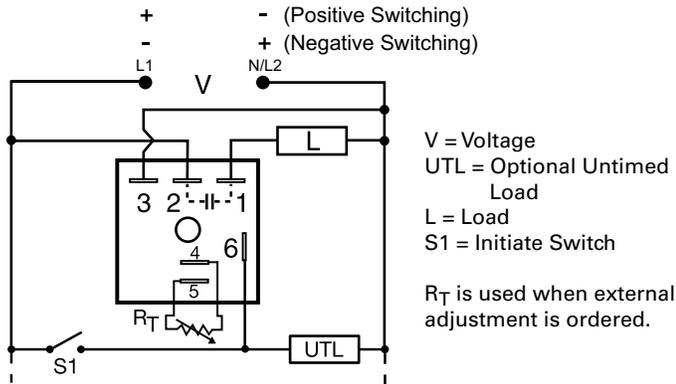 + - (Positive Switching)
- + (Negative Switching)
L1 N/L2
V
L
3 2 1
6
4
5
RT
S1
UTL
V = Voltage
UTL = Optional Untimed
Load
L = Load
S1 = Initiate Switch
RT is used when external
adjustment is ordered.